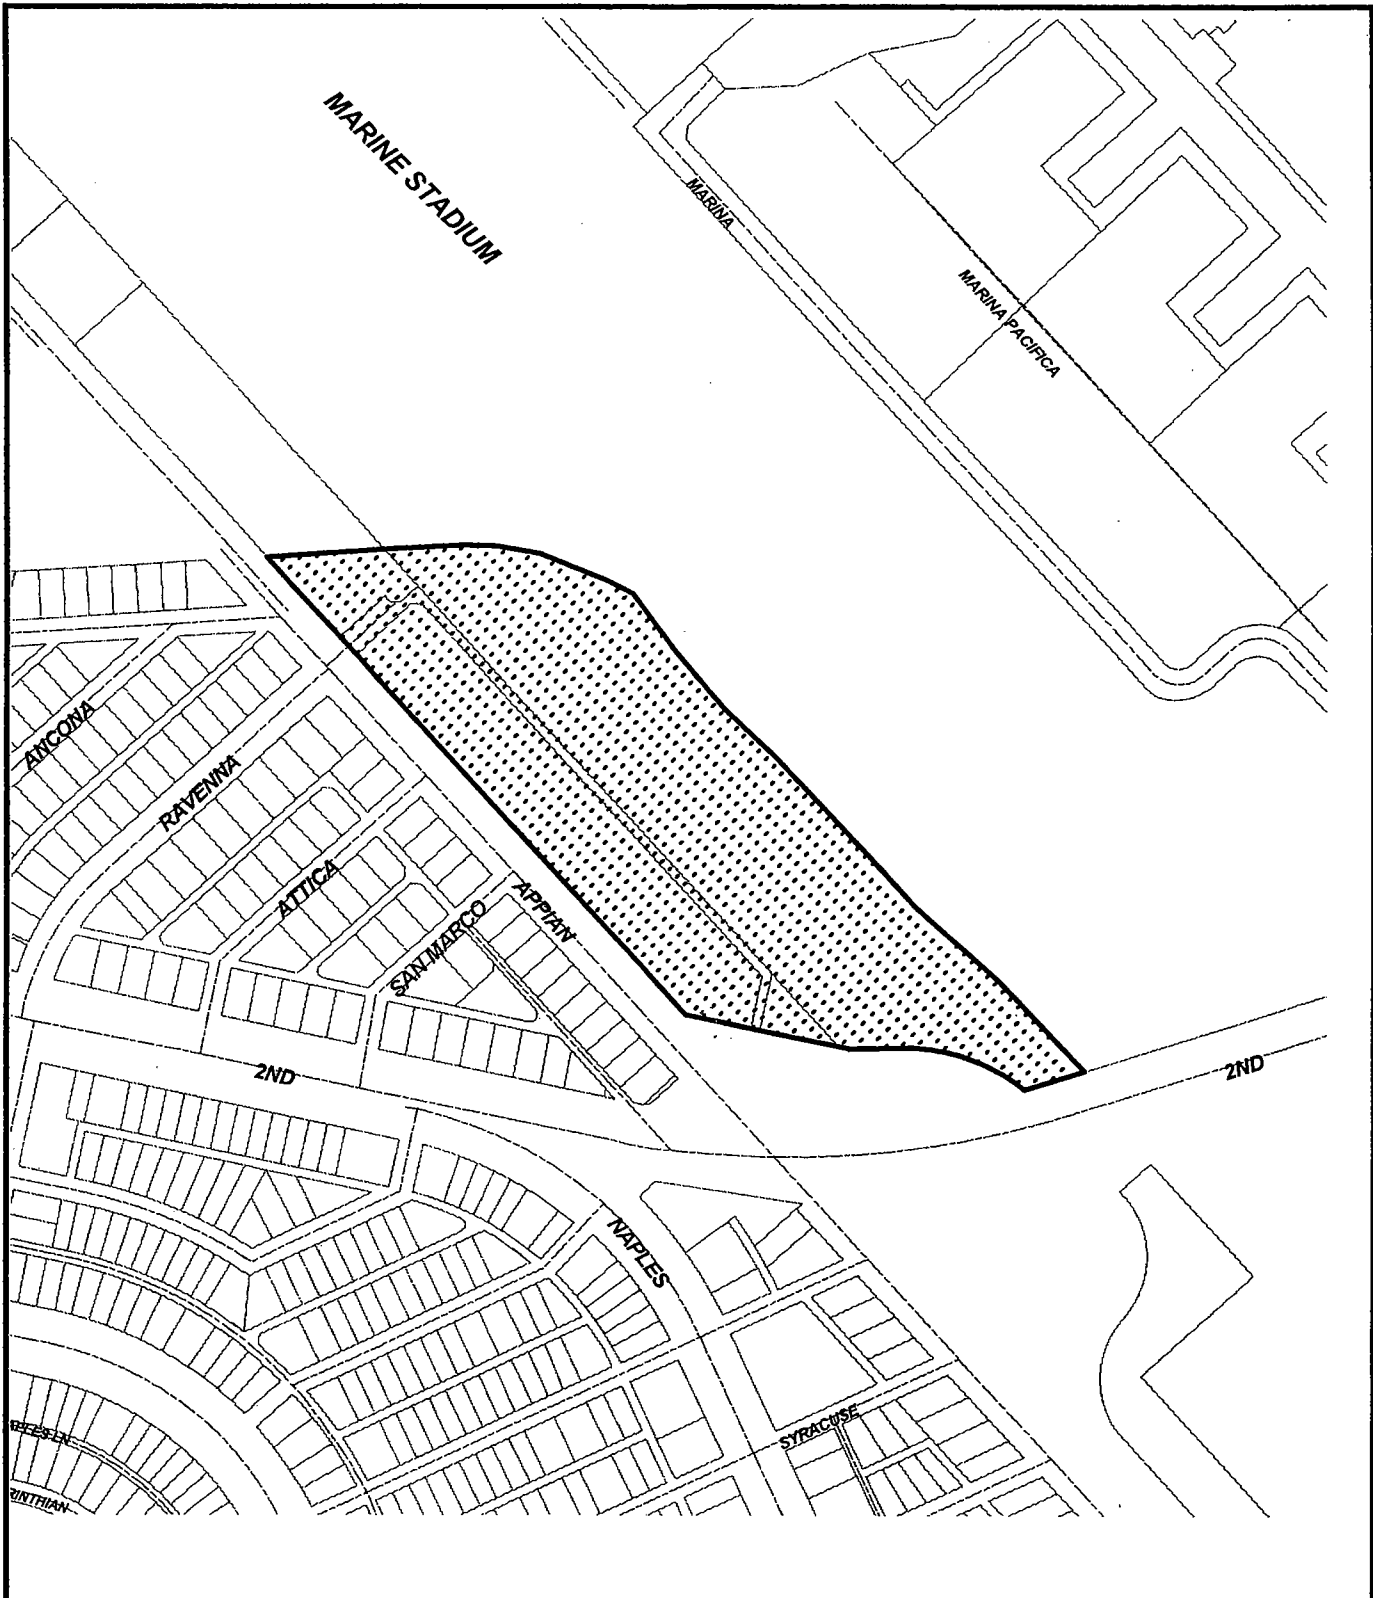 MARINE STADIUM
MARINA
MARINA PACIFICA
ANCONA
RAVENNA
ATTICA
SAN MARCO
APPIAN
2ND
2ND
NAPLES
SYRACUSE